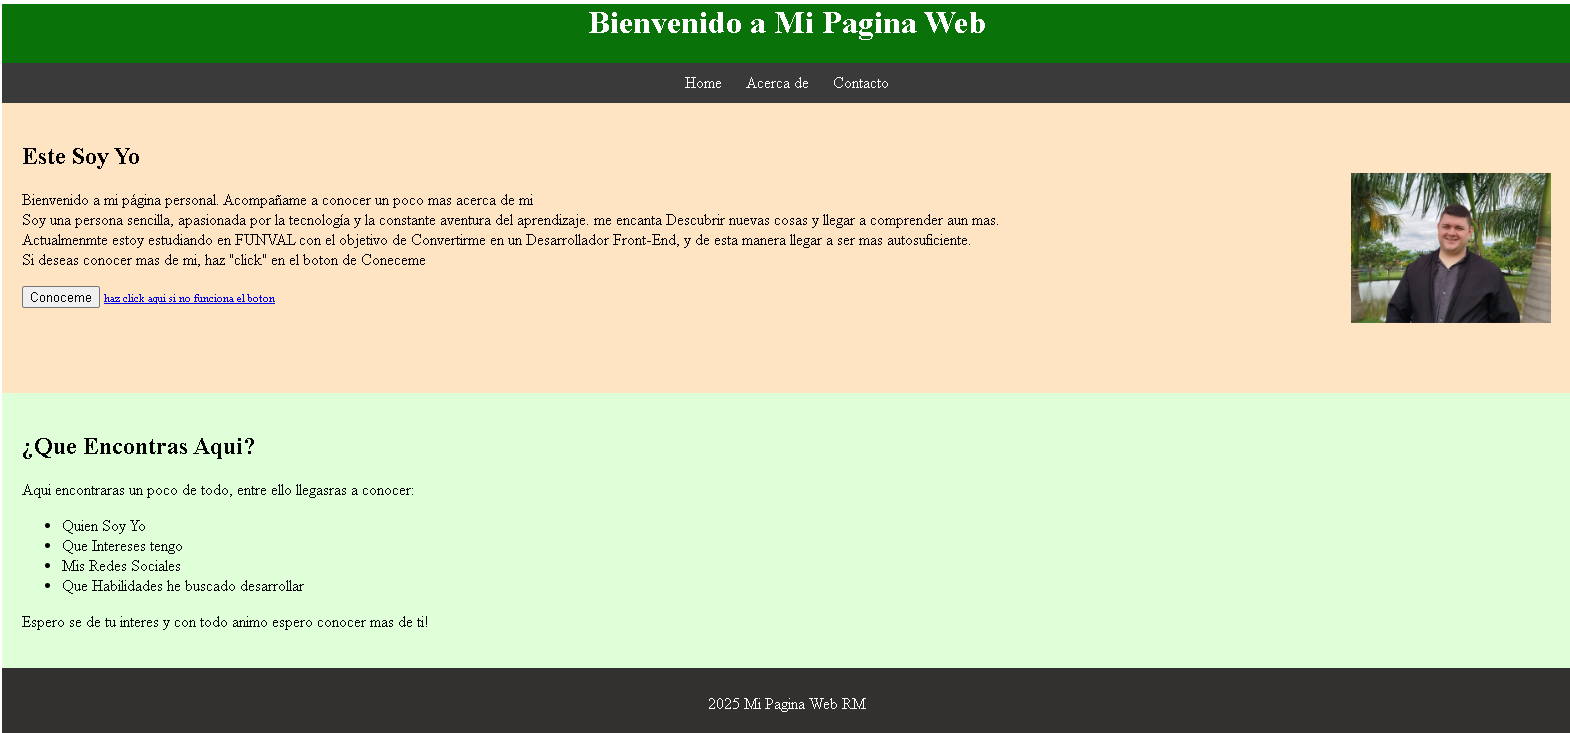 Bienvenido a Mi Pagina Web
Home Acerca de Contacto
Este Soy Yo
Bienvenido a mi página personal. Acompañame a conocer un poco mas acerca de mi
Soy una persona sencilla, apasionada por la tecnología y la constante aventura del aprendizaje. me encanta Descubrir nuevas cosas y llegar a comprender aun mas.
Actualmenmte estoy estudiando en FUNVAL con el objetivo de Convertirme en un Desarrollador Front-End, y de esta manera llegar a ser mas autosuficiente.
Si deseas conocer mas de mi, haz "click" en el boton de Coneceme
Conoceme haz click aqui si no funciona el boton
¿Que Encontras Aqui?
Aqui encontraras un poco de todo, entre ello llegasras a conocer:
• Quien Soy Yo
• Que Intereses tengo
• Mis Redes Sociales
• Que Habilidades he buscado desarrollar
Espero se de tu interes y con todo animo espero conocer mas de ti!
2025 Mi Pagina Web RM